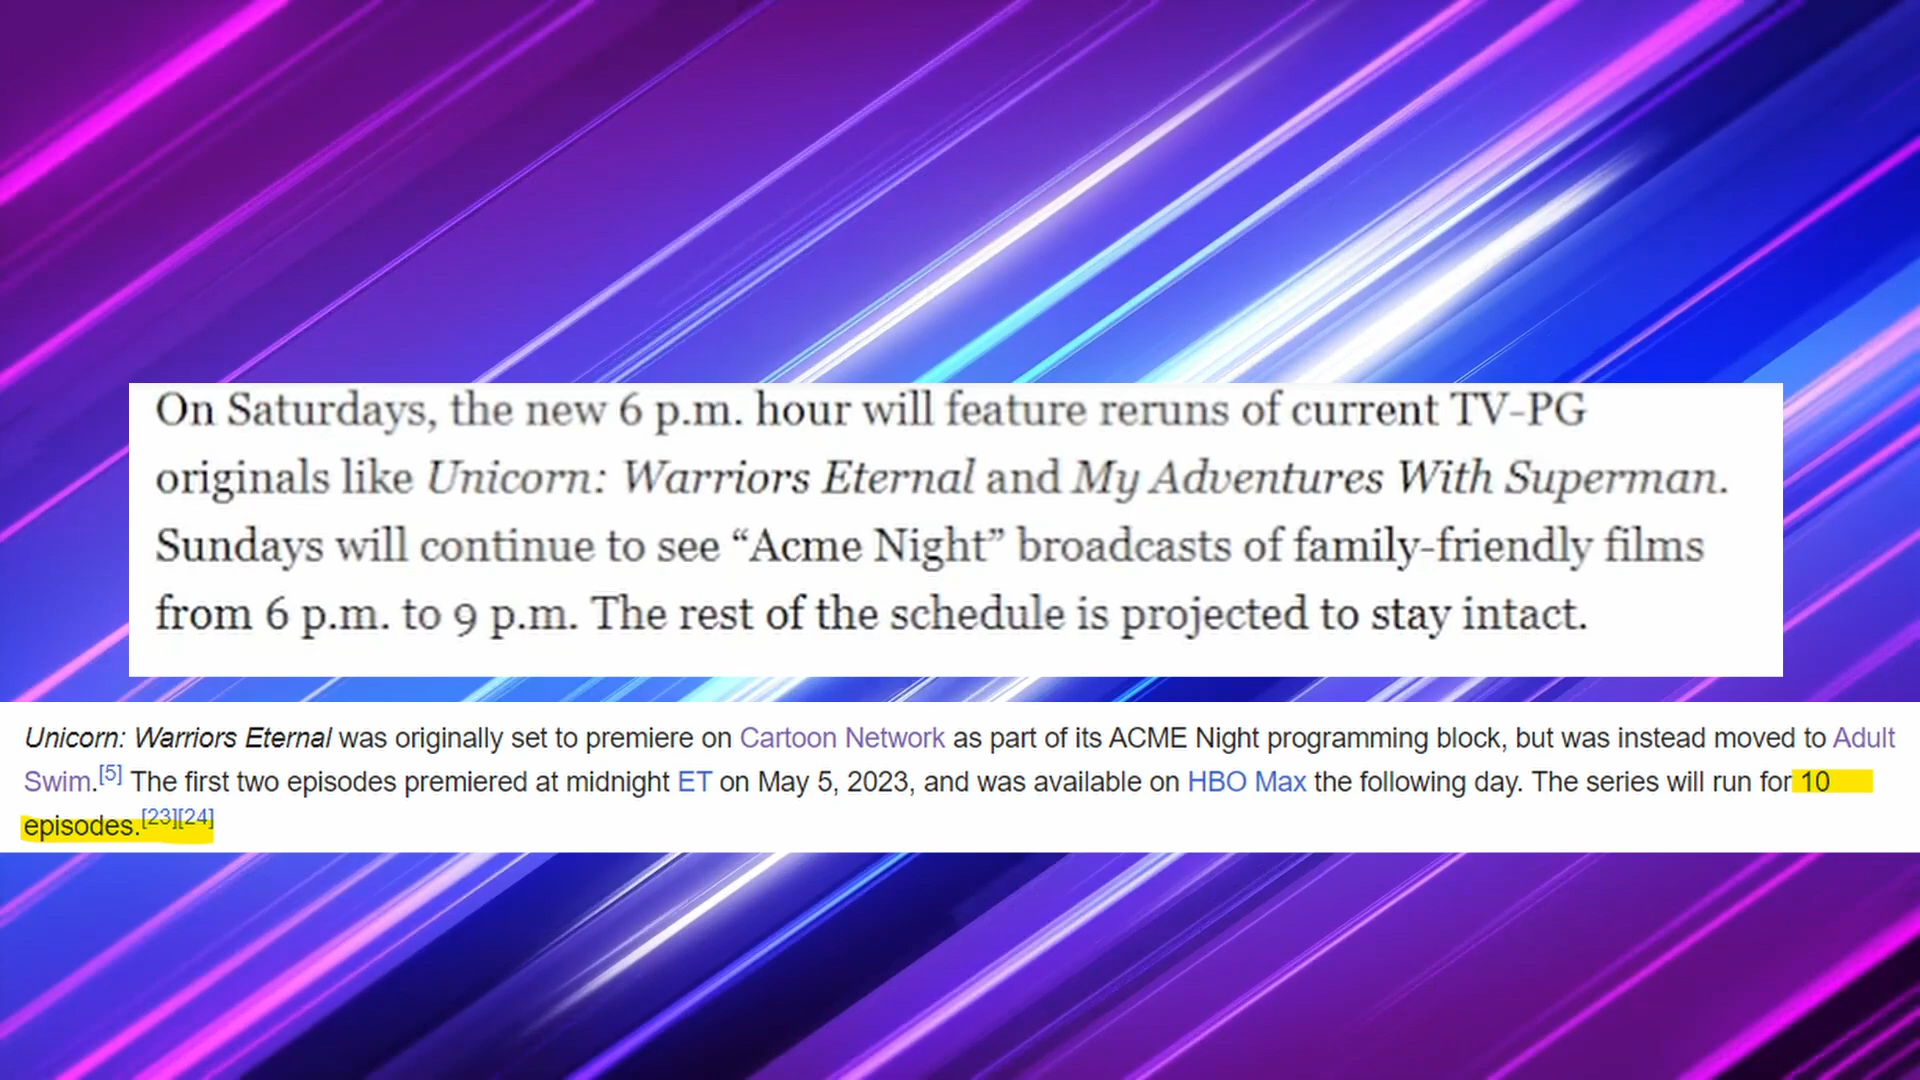 On Saturdays, the new 6 p.m. hour will feature reruns of current TV-PG
originals like Unicorn: Warriors Eternal and My Adventures With Superman.
Sundays will continue to see “Acme Night” broadcasts of family-friendly films
from 6 p.m. to 9 p.m. The rest of the schedule is projected to stay intact.
Unicorn: Warriors Eternal was originally set to premiere on Cartoon Network as part of its ACME Night programming block, but was instead moved to Adult
Swim.[5] The first two episodes premiered at midnight ET on May 5, 2023, and was available on HBO Max the following day. The series will run for 10
episodes.[23][24]